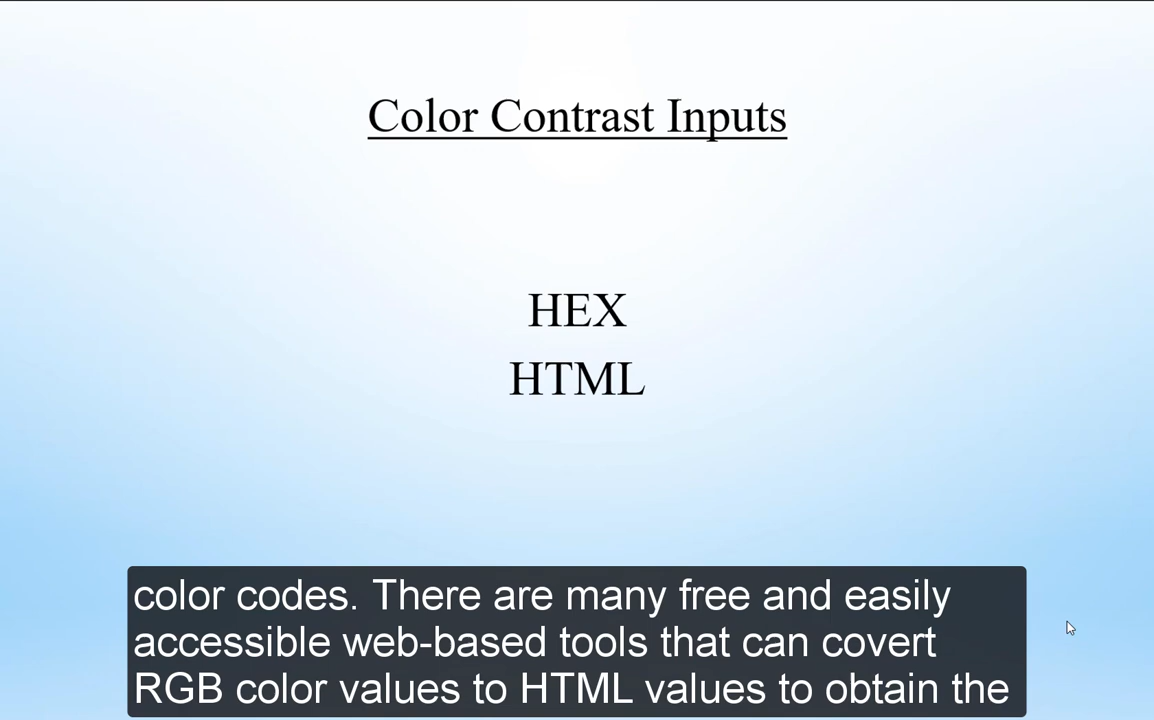 Color Contrast Inputs
HEX
HTML
color codes. There are many free and easily
accessible web-based tools that can covert
RGB color values to HTML values to obtain the